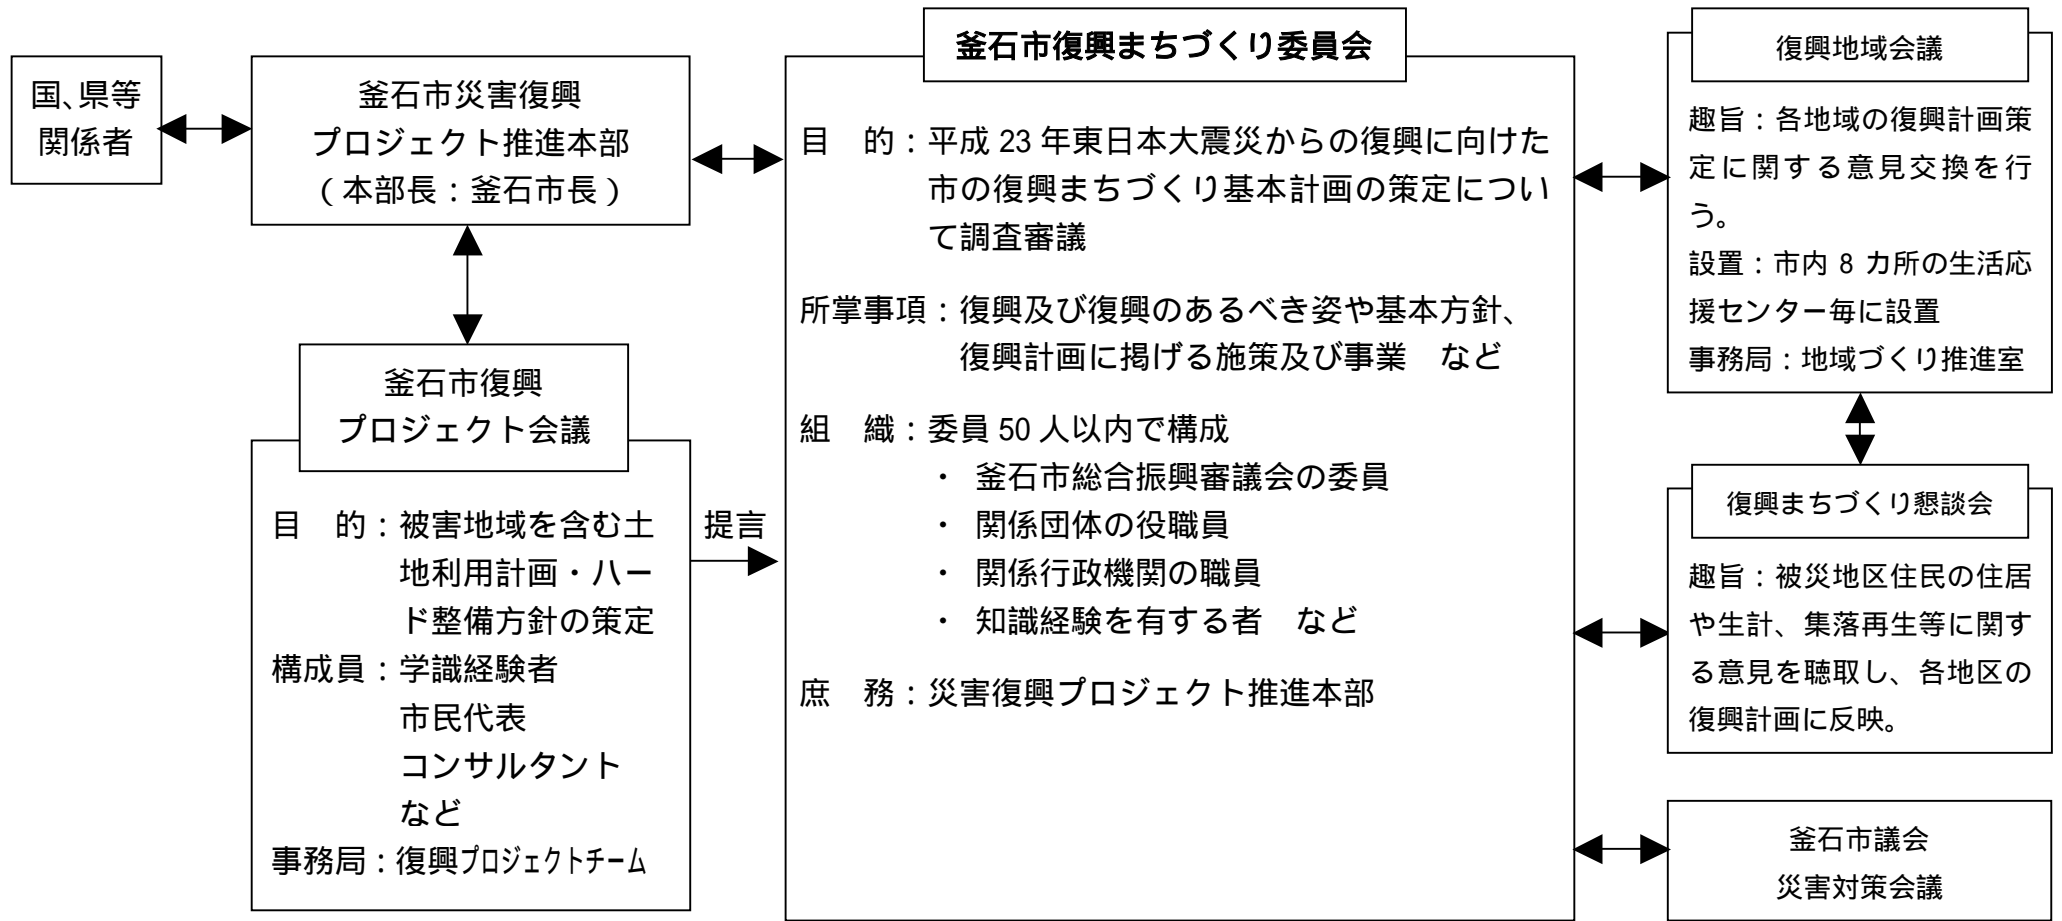 国、県等
関係者
釜石市災害復興
プロジェクト推進本部
（本部長：釜石市長）
釜石市復興
プロジェクト会議
目　的：被害地域を含む土
地利用計画・ハー
ド整備方針の策定
構成員：学識経験者
市民代表
コンサルタント
など
事務局：復興プロジェクトチーム
提言
釜石市復興まちづくり委員会
目　的：平成 23 年東日本大震災からの復興に向けた
市の復興まちづくり基本計画の策定につい
て調査審議
所掌事項：復興及び復興のあるべき姿や基本方針、
復興計画に掲げる施策及び事業　など
組　織：委員 50 人以内で構成
・ 釜石市総合振興審議会の委員
・ 関係団体の役職員
・ 関係行政機関の職員
・ 知識経験を有する者　など
庶　務：災害復興プロジェクト推進本部
復興地域会議
趣旨：各地域の復興計画策
定に関する意見交換を行
う。
設置：市内 8 カ所の生活応
援センター毎に設置
事務局：地域づくり推進室
復興まちづくり懇談会
趣旨：被災地区住民の住居
や生計、集落再生等に関す
る意見を聴取し、各地区の
復興計画に反映。
釜石市議会
災害対策会議